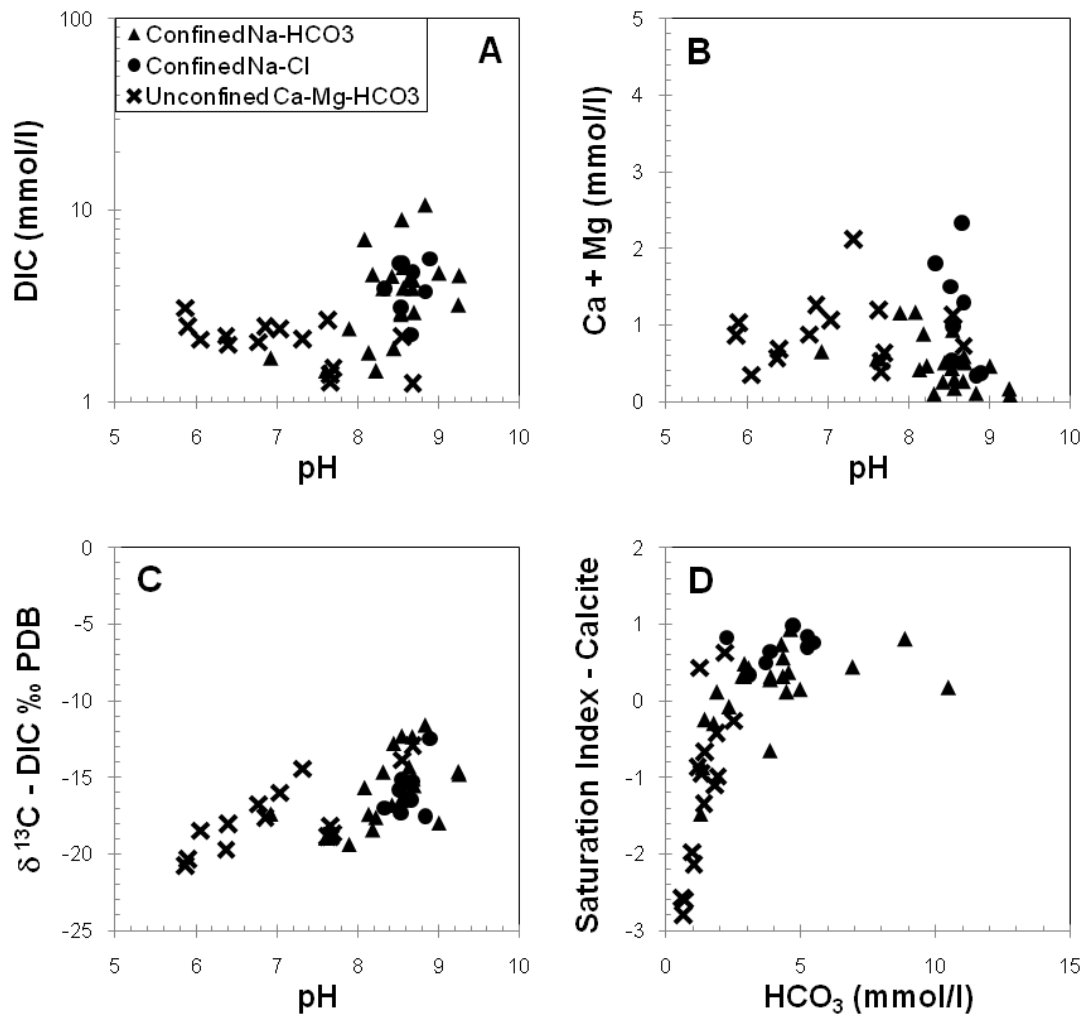 100
10
1
DIC (mmol/l)
ConfinedNa-HCO3
ConfinedNa-Cl
Unconfined Ca-Mg-HCO3
A
5 6 7 8 9 10
pH
5
4
3
2
1
0
Ca + Mg (mmol/l)
B
5 6 7 8 9 10
pH
0
-5
-10
-15
-20
-25
δ ¹³C - DIC ‰ PDB
C
5 6 7 8 9 10
pH
2
1
0
-1
-2
-3
Saturation Index - Calcite
D
0 5 10 15
HCO₃ (mmol/l)